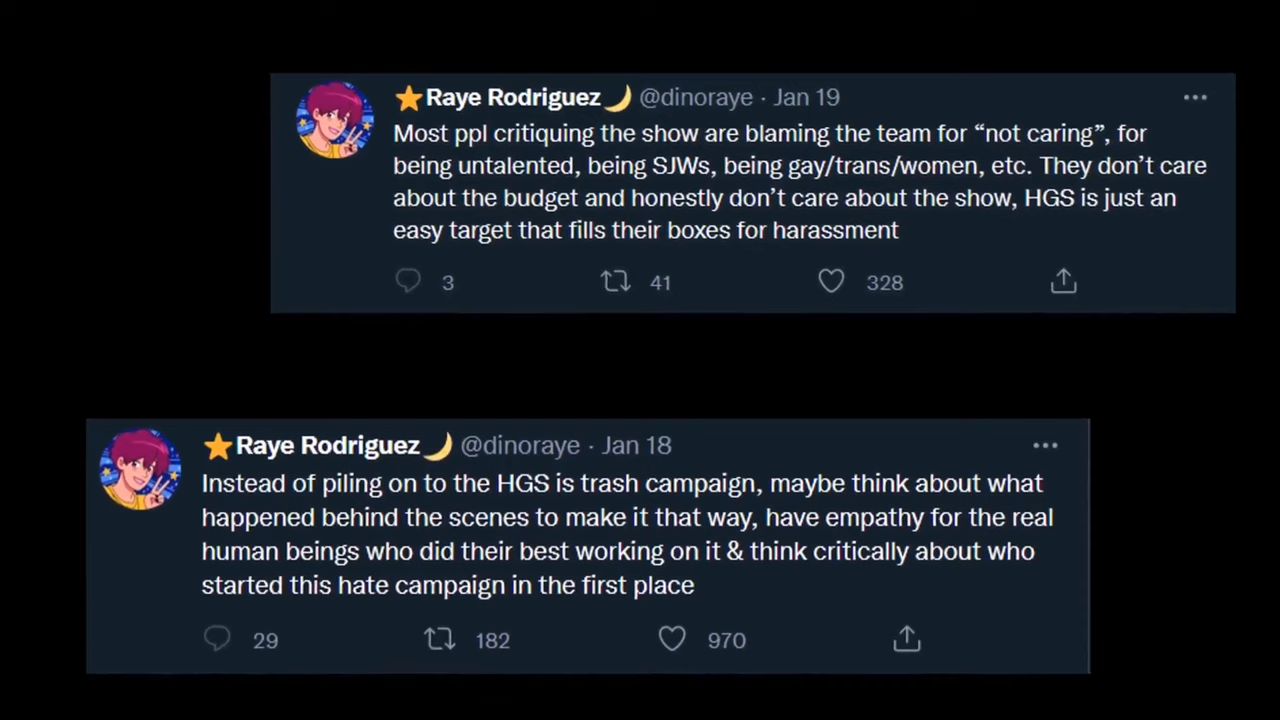 ⭐Raye Rodriguez🌙 @dinoraye · Jan 19
Most ppl critiquing the show are blaming the team for “not caring”, for
being untalented, being SJWs, being gay/trans/women, etc. They don’t care
about the budget and honestly don’t care about the show, HGS is just an
easy target that fills their boxes for harassment
3 41 328
⭐Raye Rodriguez🌙 @dinoraye · Jan 18
Instead of piling on to the HGS is trash campaign, maybe think about what
happened behind the scenes to make it that way, have empathy for the real
human beings who did their best working on it & think critically about who
started this hate campaign in the first place
29 182 970